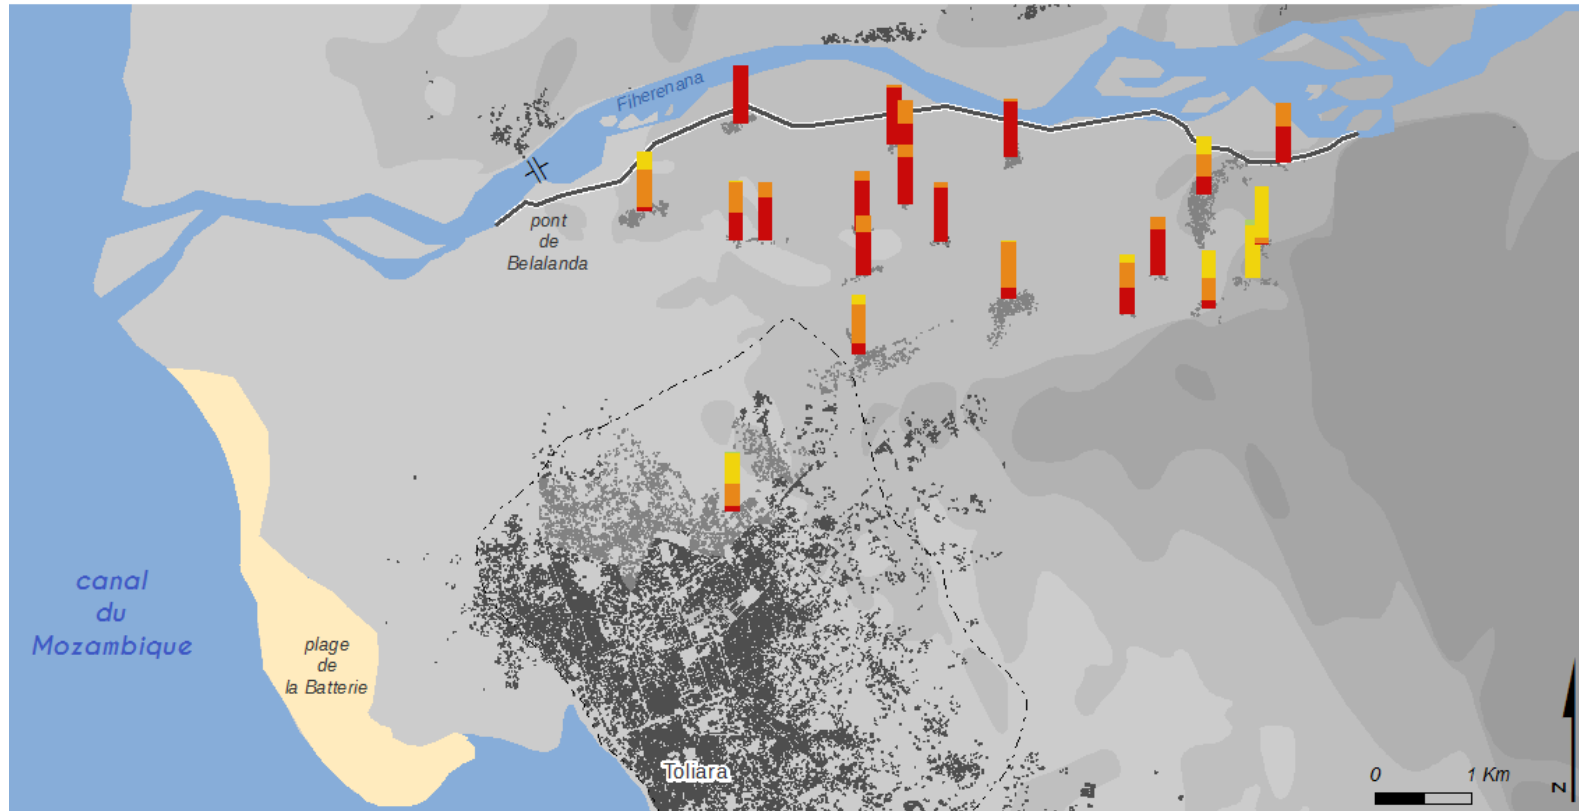 Fiherenana
pont
de
Belalanda
canal
du
Mozambique
plage
de
la Batterie
Toliara
0 1 Km
N